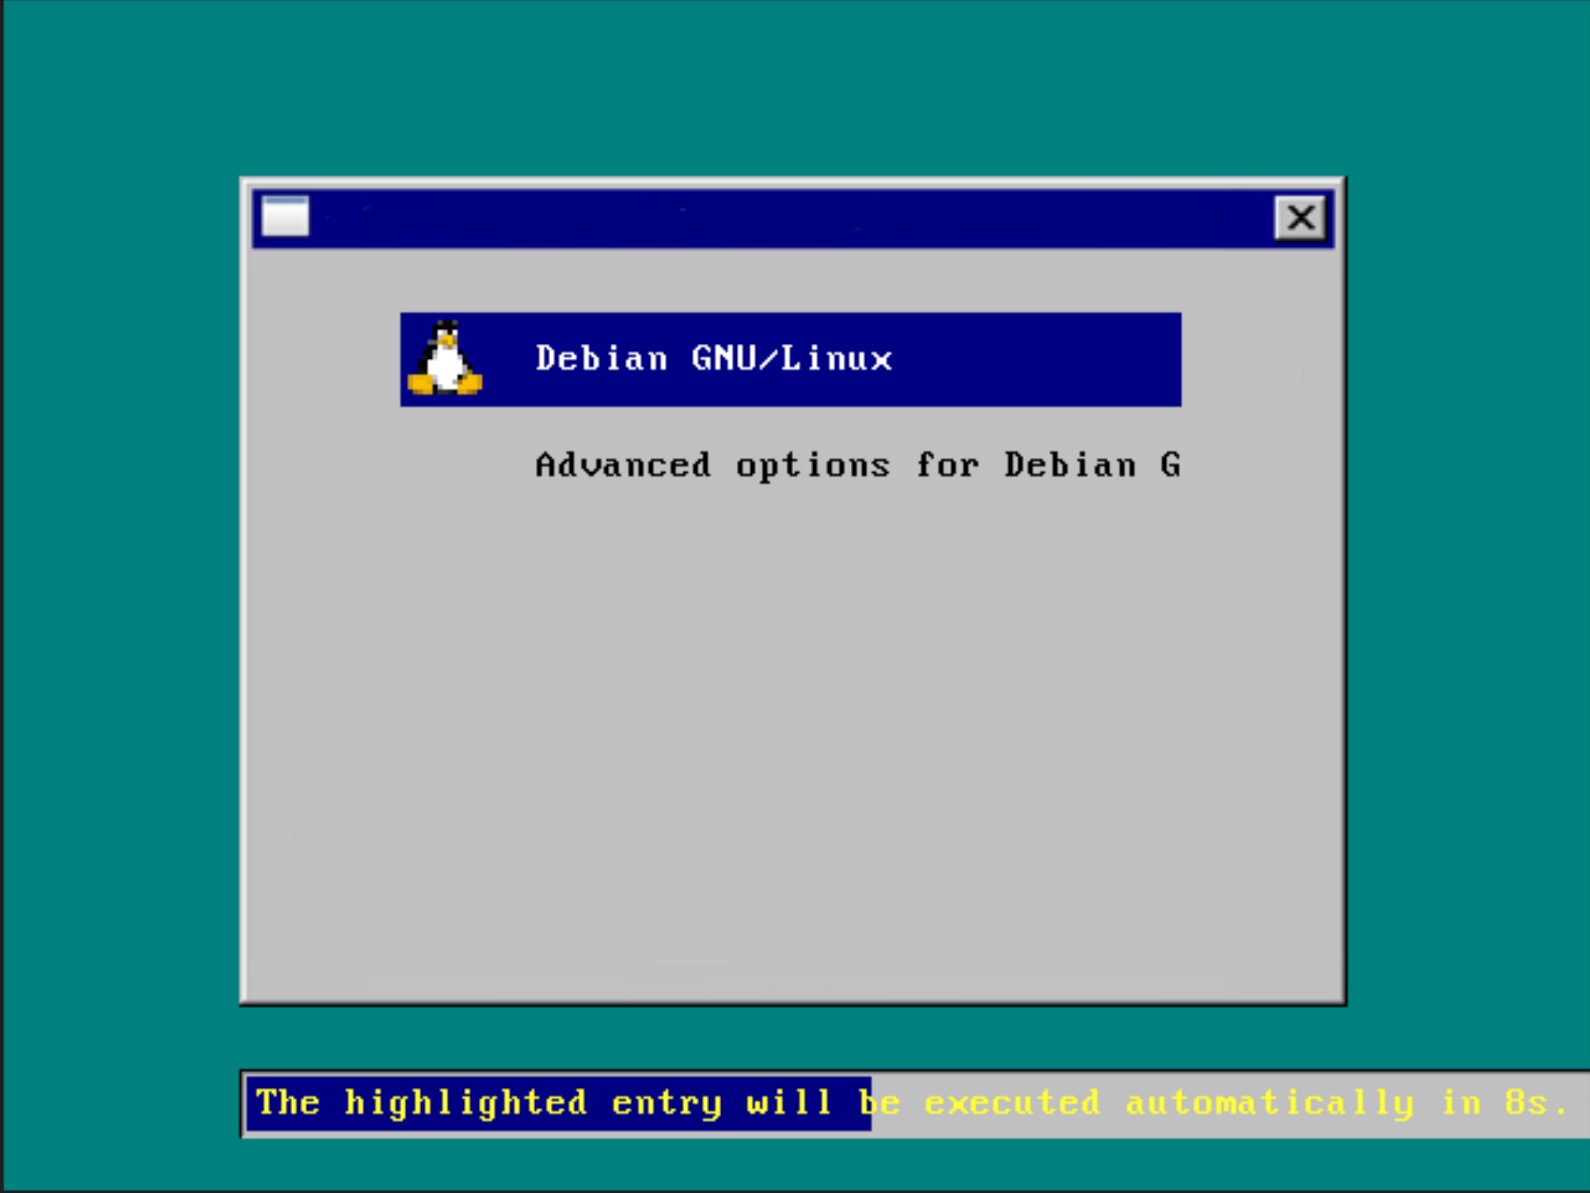 Debian GNU/Linux
Advanced options for Debian G
The highlighted entry will be executed automatically in 8s.